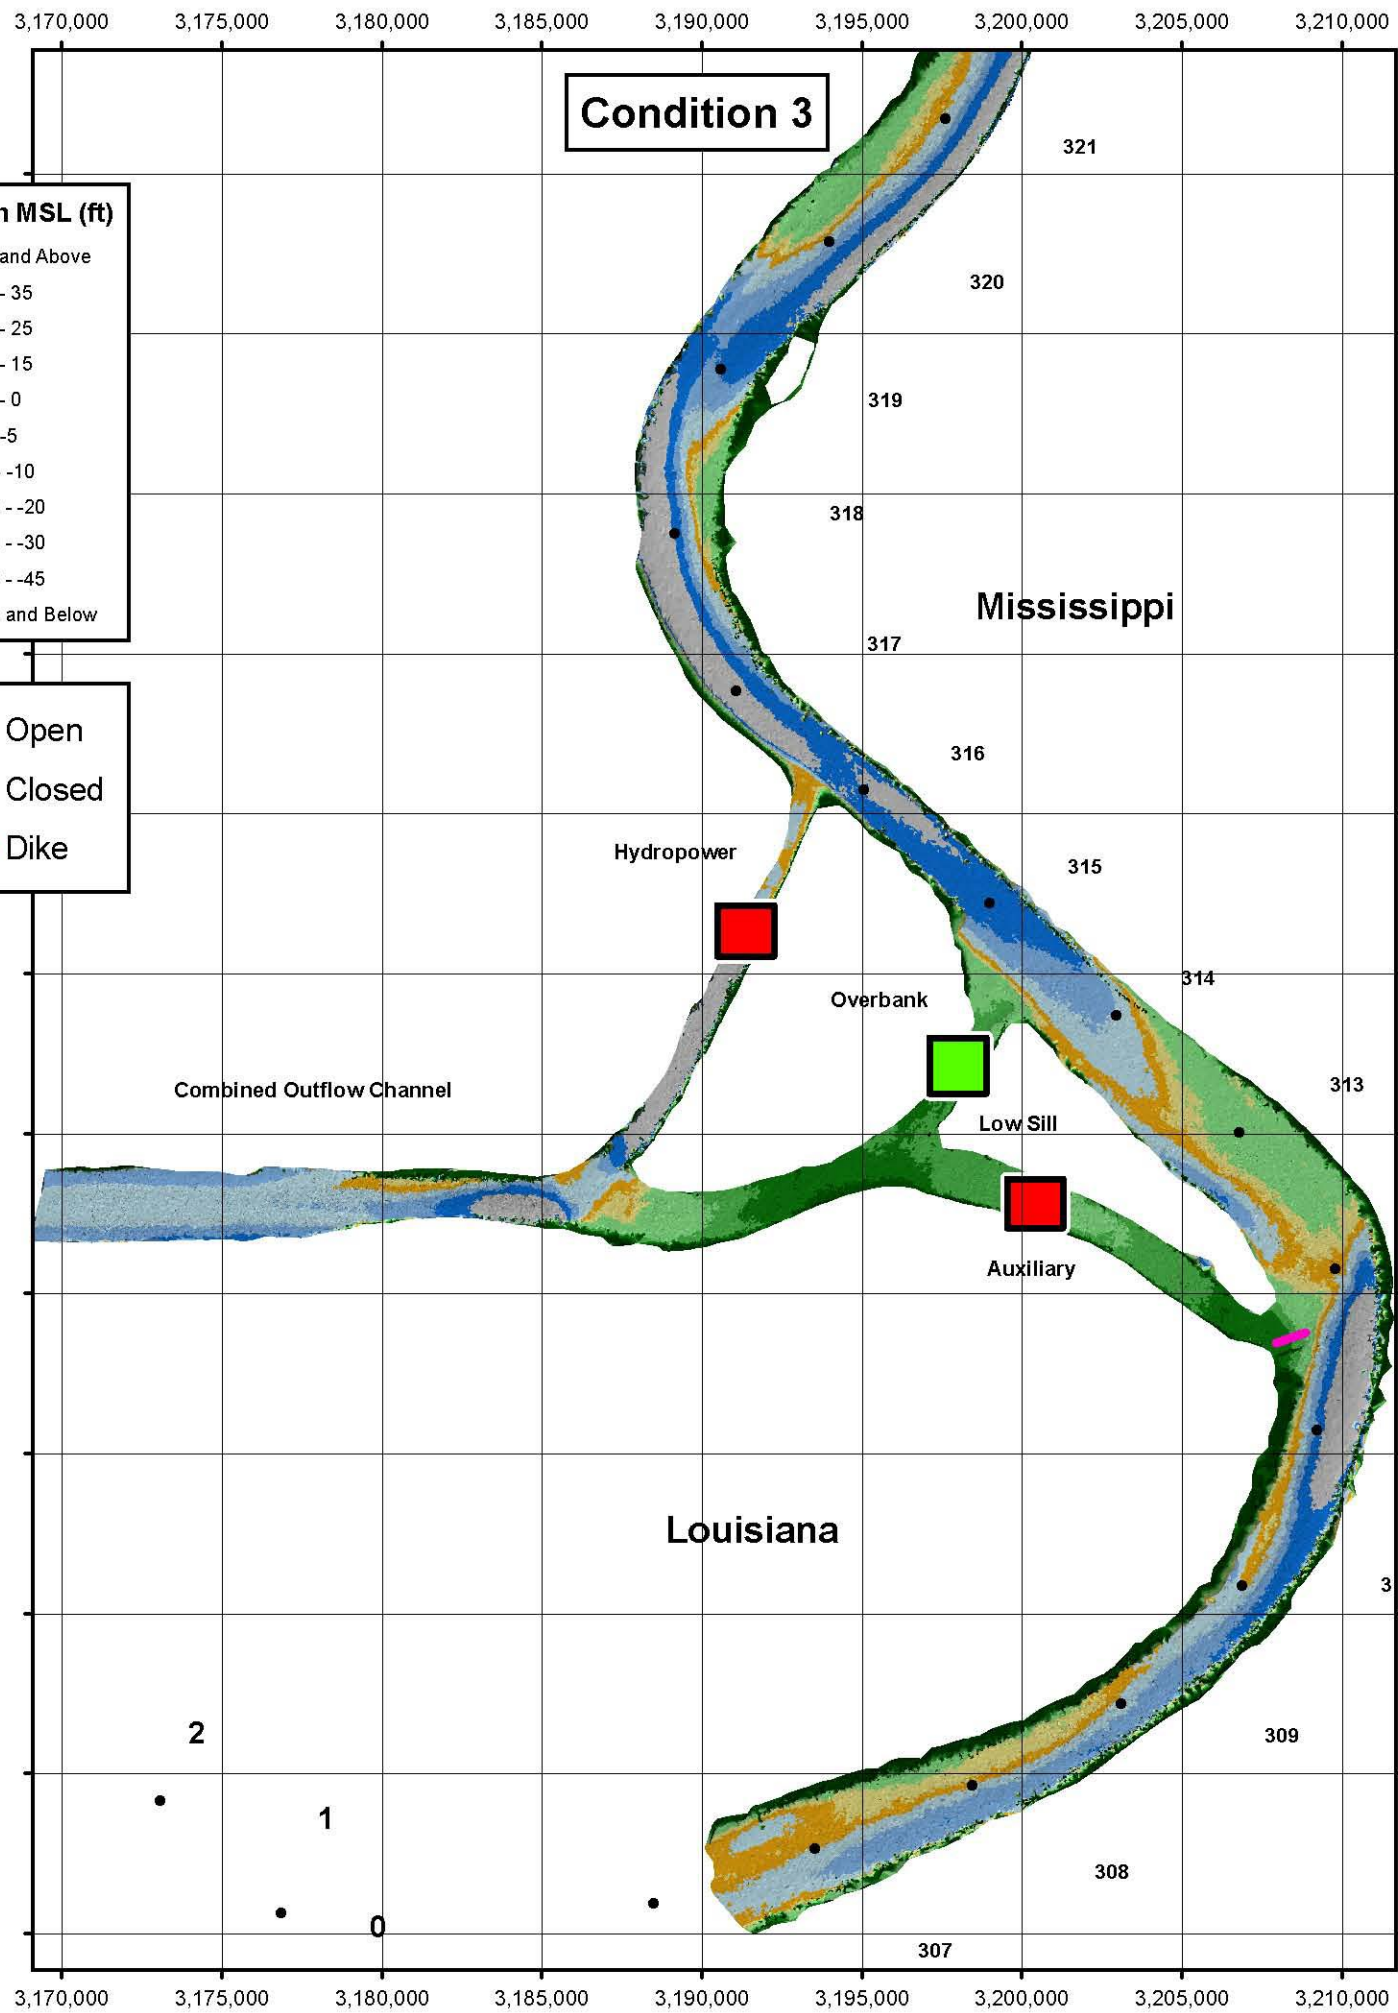 3,170,000 3,175,000 3,180,000 3,185,000 3,190,000 3,195,000 3,200,000 3,205,000 3,210,000
Condition 3
321
n MSL (ft)
and Above
- 35
320
- 25
- 15
- 0
319
-5
-10
- -20
318
- -30
- -45
and Below
Mississippi
317
Open
316
Closed
Dike
Hydropower
315
314
Overbank
313
Combined Outflow Channel
Low Sill
Auxiliary
Louisiana
3
2
309
1
308
0
307
3,170,000 3,175,000 3,180,000 3,185,000 3,190,000 3,195,000 3,200,000 3,205,000 3,210,000